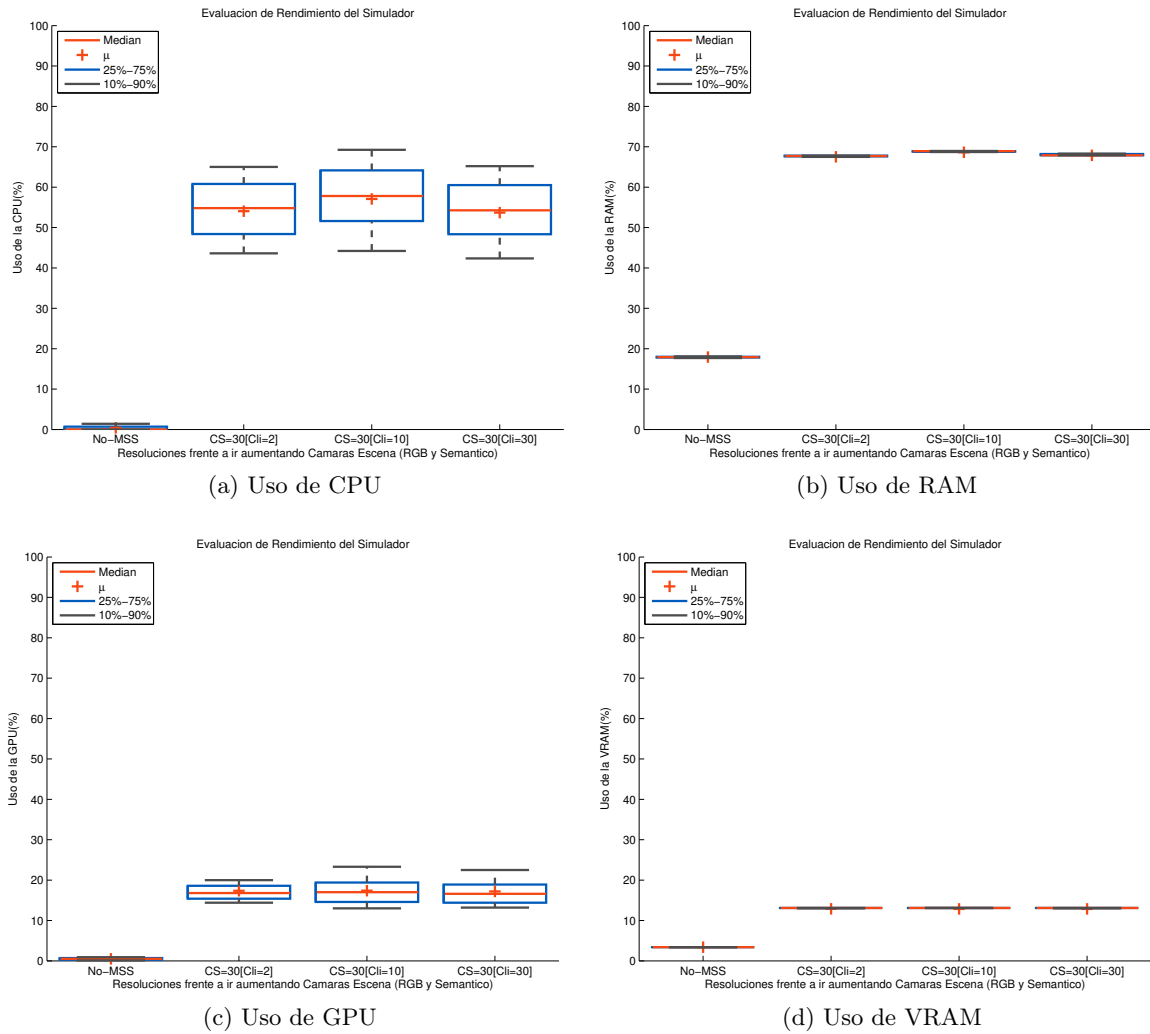 Evaluacion de Rendimiento del Simulador
100
90
80
70
60
50
40
30
20
10
0
Uso de la CPU(%)
Median
μ
25%−75%
10%−90%
No−MSS CS=30[Cli=2] CS=30[Cli=10] CS=30[Cli=30]
Resoluciones frente a ir aumentando Camaras Escena (RGB y Semantico)
(a) Uso de CPU
Evaluacion de Rendimiento del Simulador
100
90
80
70
60
50
40
30
20
10
0
Uso de la RAM(%)
Median
μ
25%−75%
10%−90%
No−MSS CS=30[Cli=2] CS=30[Cli=10] CS=30[Cli=30]
Resoluciones frente a ir aumentando Camaras Escena (RGB y Semantico)
(b) Uso de RAM
Evaluacion de Rendimiento del Simulador
100
90
80
70
60
50
40
30
20
10
0
Uso de la GPU(%)
Median
μ
25%−75%
10%−90%
No−MSS CS=30[Cli=2] CS=30[Cli=10] CS=30[Cli=30]
Resoluciones frente a ir aumentando Camaras Escena (RGB y Semantico)
(c) Uso de GPU
Evaluacion de Rendimiento del Simulador
100
90
80
70
60
50
40
30
20
10
0
Uso de la VRAM(%)
Median
μ
25%−75%
10%−90%
No−MSS CS=30[Cli=2] CS=30[Cli=10] CS=30[Cli=30]
Resoluciones frente a ir aumentando Camaras Escena (RGB y Semantico)
(d) Uso de VRAM